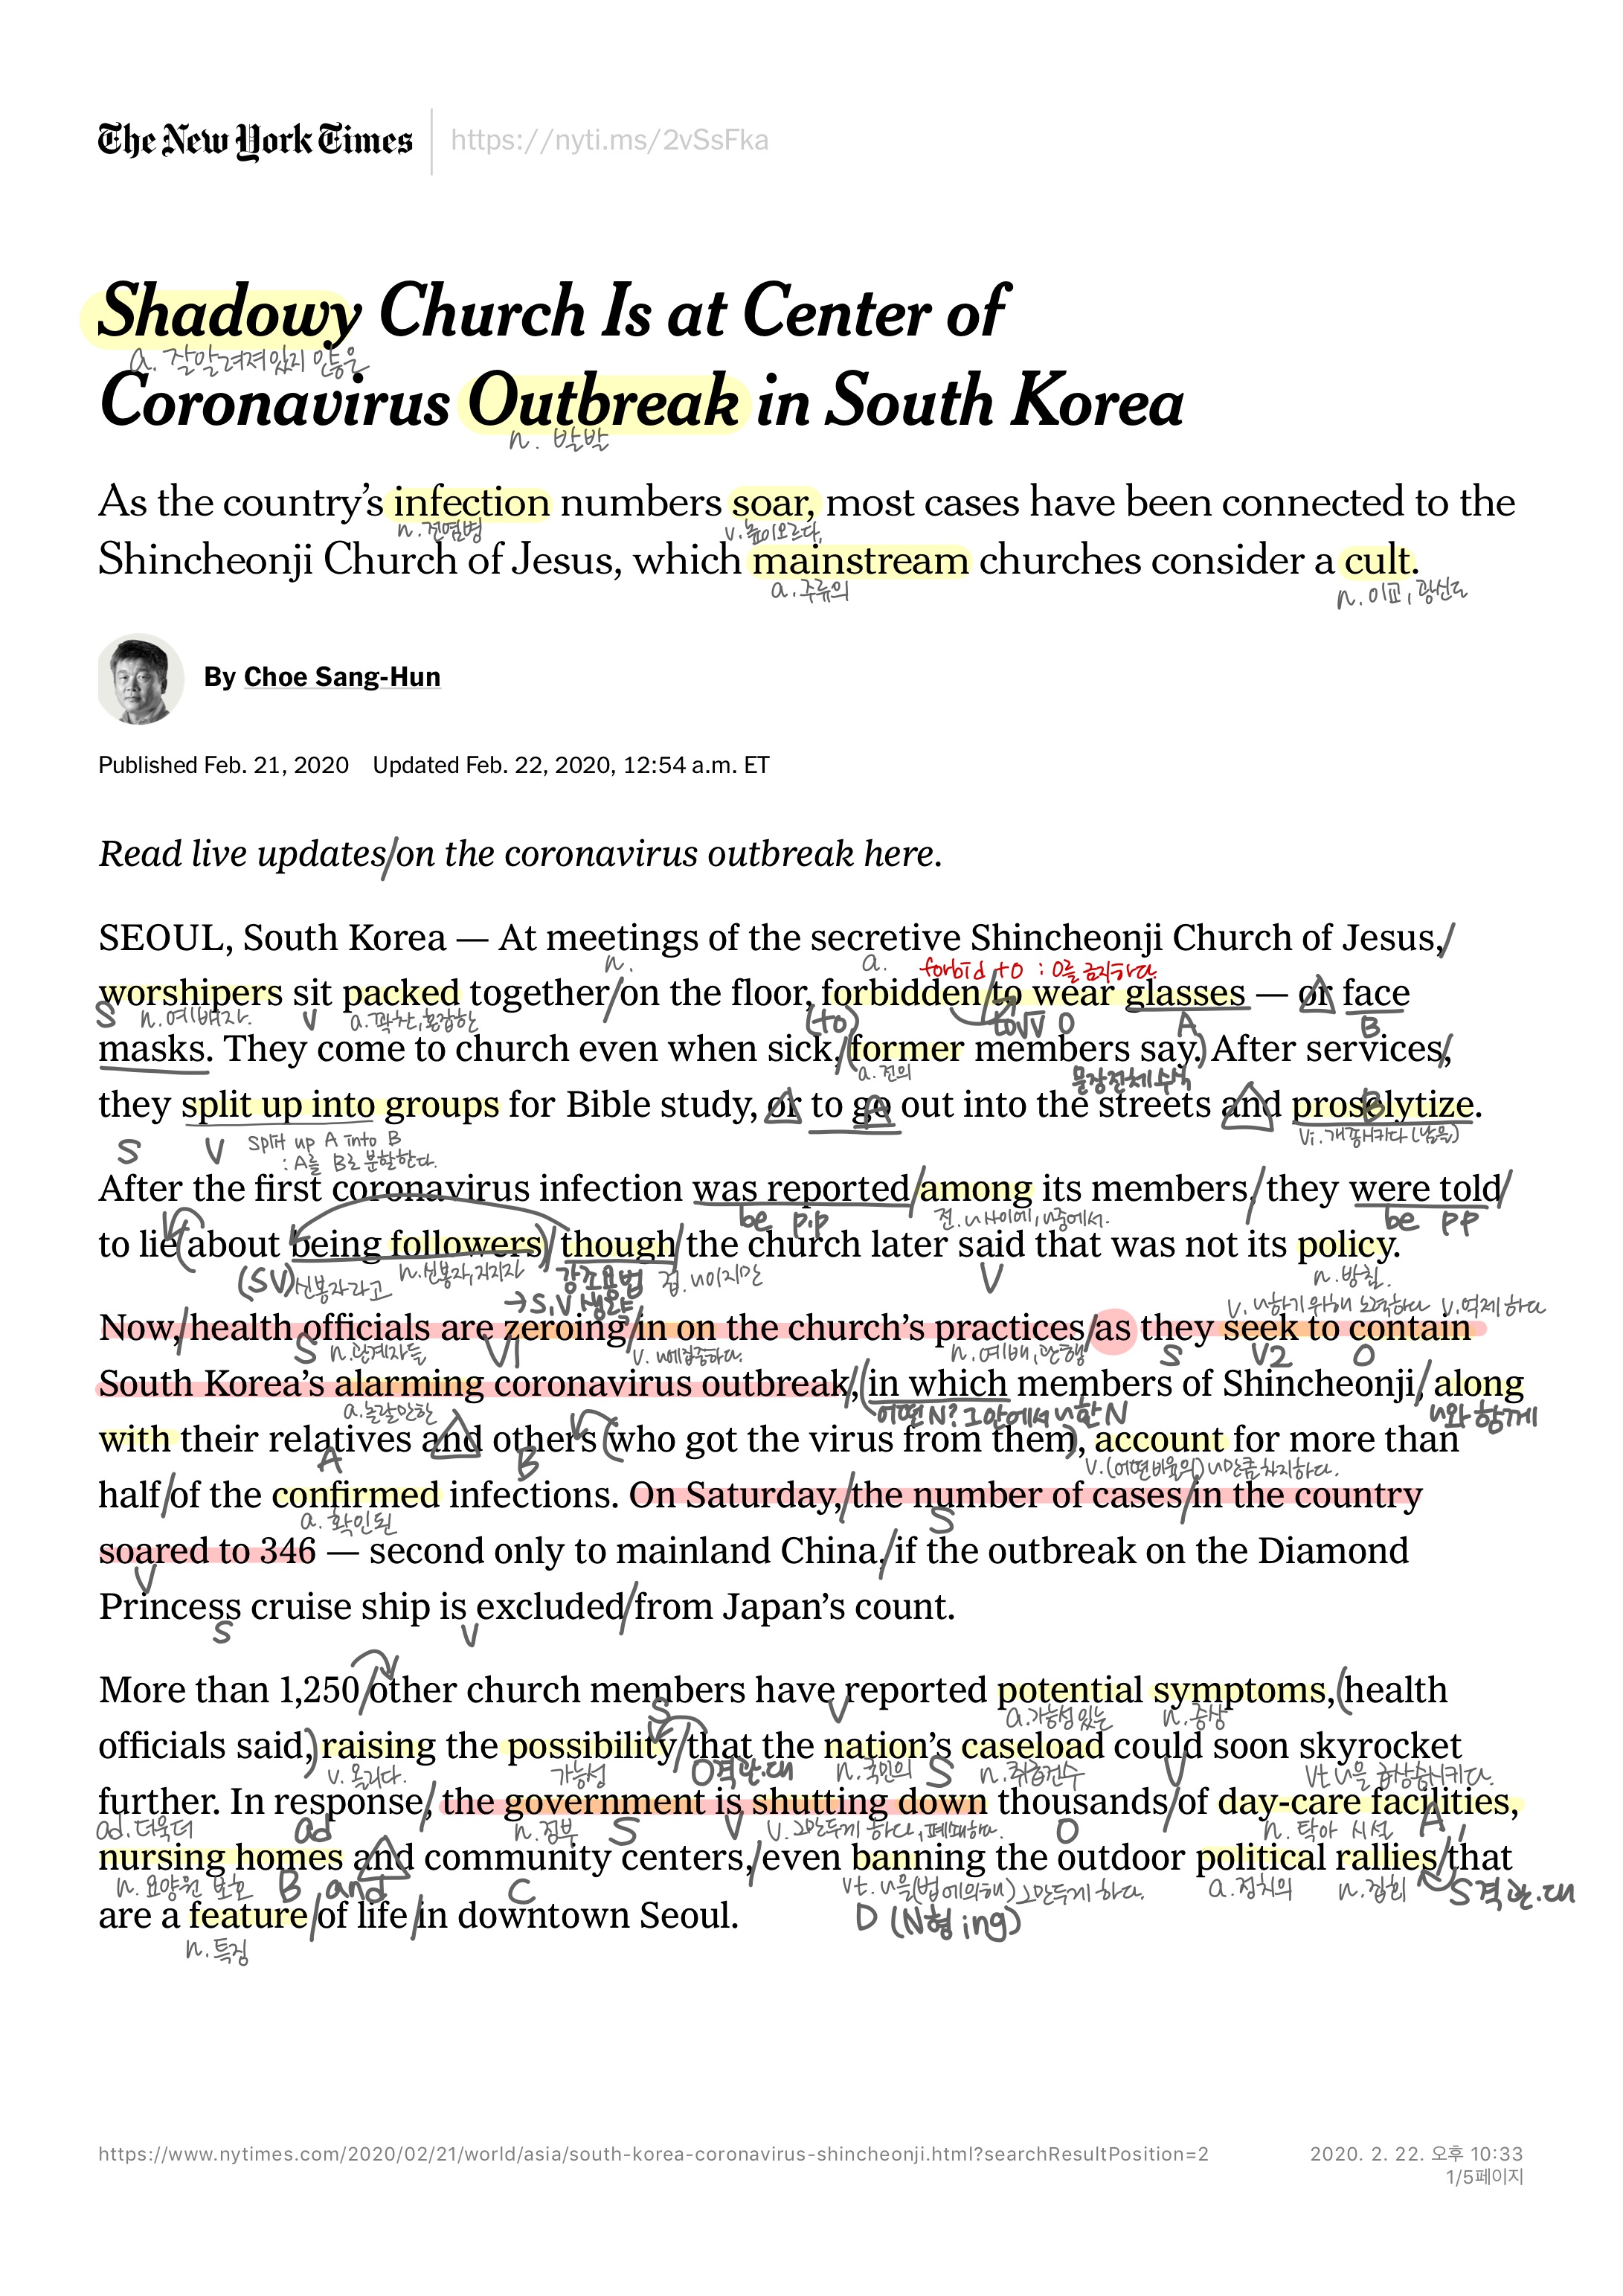 The New York Times
https://nyti.ms/2vSsFka
Shadowy Church Is at Center of
a. 잘알려져있지 않은
Coronavirus Outbreak in South Korea
n. 발발
As the country's infection numbers soar, most cases have been connected to the
n. 전염병 v. 높이오르다,
Shincheonji Church of Jesus, which mainstream churches consider a cult.
a. 주류의 n. 이교, 광신도
By Choe Sang-Hun
Published Feb. 21, 2020 Updated Feb. 22, 2020, 12:54 a.m. ET
Read live updates/on the coronavirus outbreak here.
SEOUL, South Korea — At meetings of the secretive Shincheonji Church of Jesus,/
n. a. forbid to : O를 금지하다.
worshipers sit packed together/on the floor, forbidden/to wear glasses — or face
S n. 예배자. V a. 꽉찬, 혼잡한 (to) to V O A B
masks. They come to church even when sick,/(former members say.) After services,/
a. 전의 문장전체수식
they split up into groups for Bible study, or to go out into the streets and proselytize.
A B
S V split up A into B vi. 개종시키다(남을)
: A를 B로 분할한다.
After the first coronavirus infection was reported/among its members,/they were told/
be p.p 전. n사이에, n중에서. be pp
to lie(about being followers)/though/the church later said that was not its policy.
(SV)신봉자라고 n. 신봉자, 지지자 강조용법 접. n이지만 V n. 방침.
→ S.V 생략 v. n하기 위해 노력하다 v. 억제하다
Now,/health officials are zeroing/in on the church's practices/as they seek to contain
S n. 관계자들 V1 v. n에집중하다. n. 예배, 관행 S V2 O
South Korea's alarming coronavirus outbreak,/(in which members of Shincheonji,/along
a. 놀랄만한 어떤N? 그안에서 n한N n와 함께
with their relatives and others (who got the virus from them), account for more than
A B v. (어떤비율의) n만큼 차지하다.
half/of the confirmed infections. On Saturday,/the number of cases/in the country
a. 확인된 S
soared to 346 — second only to mainland China,/if the outbreak on the Diamond
V
Princess cruise ship is excluded/from Japan's count.
S V
More than 1,250/other church members have reported potential symptoms,(health
S V a. 가능성있는 n. 증상
officials said,)raising the possibility/that the nation's caseload could soon skyrocket
v. 올리다. 가능성 O격관.대 n. 국민의 S n. 취급건수 V vt. n을 급상승시키다.
further. In response,/the government is shutting down thousands/of day-care facilities,
ad. 더욱더 ad n. 정부 S V v. 그만두게 하다, 폐쇄하다. O n. 탁아 시설 A
nursing homes and community centers,/even banning the outdoor political rallies/that
n. 요양원 B and C vt. n을(법에의해) 그만두게 하다. a. 정치의 n. 집회 S격관.대
D (N형 ing)
are a feature/of life/in downtown Seoul.
n. 특징
https://www.nytimes.com/2020/02/21/world/asia/south-korea-coronavirus-shincheonji.html?searchResultPosition=2
2020. 2. 22. 오후 10:33
1/5페이지